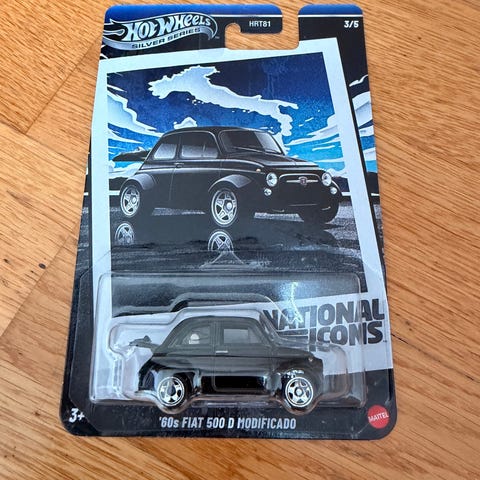 HOT WHEELS
SILVER SERIES
HRT81
3/5
NATIONAL
ICONS
3+
'60s FIAT 500 D MODIFICADO
MATTEL